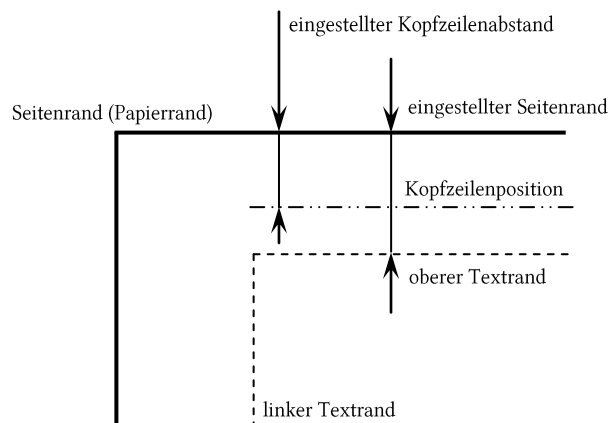 eingestellter Kopfzeilenabstand
Seitenrand (Papierrand)
eingestellter Seitenrand
Kopfzeilenposition
oberer Textrand
linker Textrand